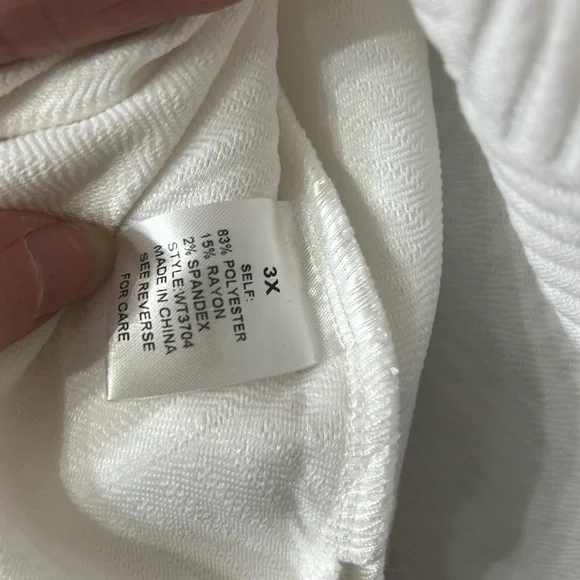 3X
SELF:
83% POLYESTER
15% RAYON
2% SPANDEX
STYLE:WT3704
MADE IN CHINA
SEE REVERSE
FOR CARE